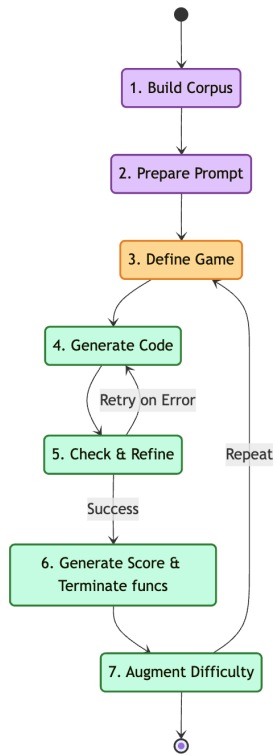 1. Build Corpus
2. Prepare Prompt
3. Define Game
4. Generate Code
Retry on Error
5. Check & Refine
Repeat
Success
6. Generate Score &
Terminate funcs
7. Augment Difficulty